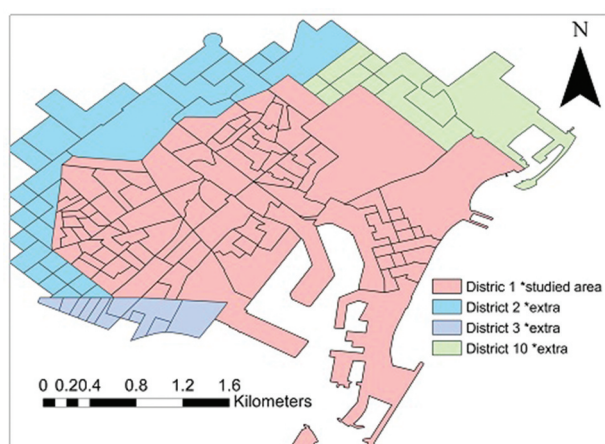 N
Distric 1 *studied area
District 2 *extra
District 3 *extra
District 10 *extra
0 0.20.4 0.8 1.2 1.6
Kilometers